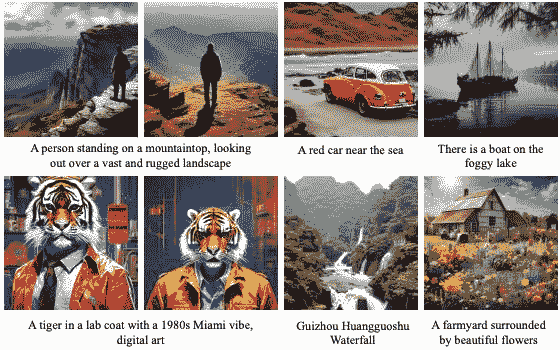 A person standing on a mountaintop, looking
out over a vast and rugged landscape
A red car near the sea
There is a boat on the
foggy lake
A tiger in a lab coat with a 1980s Miami vibe,
digital art
Guizhou Huangguoshu
Waterfall
A farmyard surrounded
by beautiful flowers